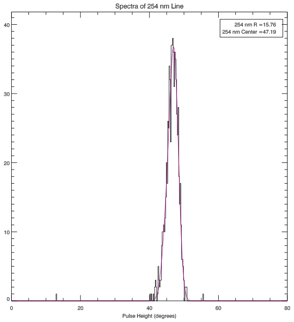 Spectra of 254 nm Line
254 nm R =15.76
254 nm Center =47.19
40
30
20
10
0
0
20
40
60
80
Pulse Height (degrees)